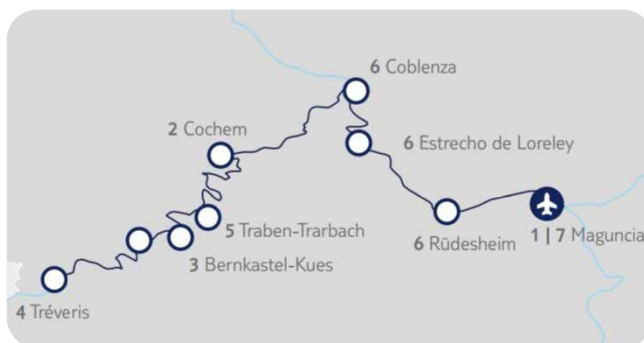 6 Coblenza
2 Cochem
6 Estrecho de Loreley
5 Traben-Trarbach
6 Rüdesheim
1 | 7 Maguncia
3 Bernkastel-Kues
4 Tréveris